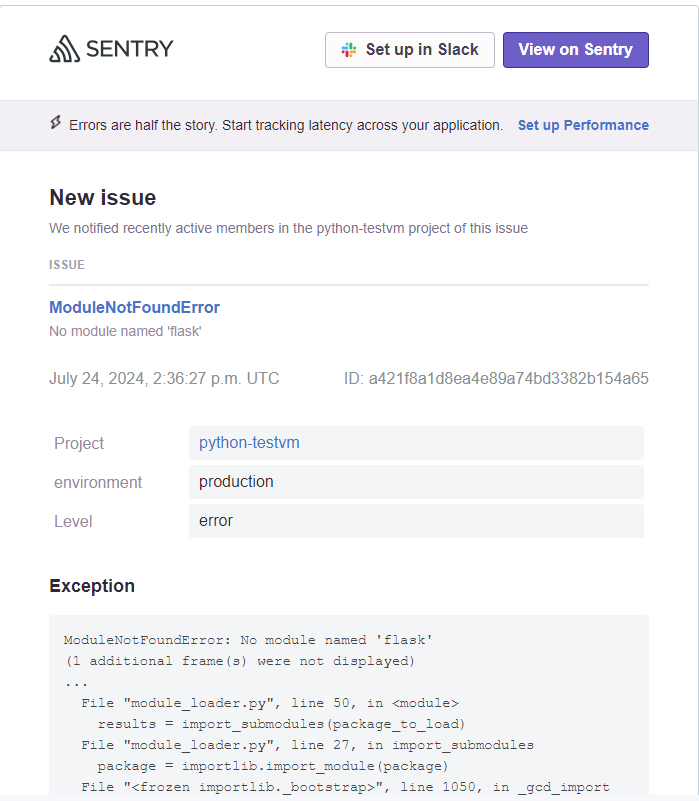 SENTRY
Set up in Slack
View on Sentry
Errors are half the story. Start tracking latency across your application. Set up Performance
New issue
We notified recently active members in the python-testvm project of this issue
ISSUE
ModuleNotFoundError
No module named 'flask'
July 24, 2024, 2:36:27 p.m. UTC ID: a421f8a1d8ea4e89a74bd3382b154a65
Project python-testvm
environment production
Level error
Exception
ModuleNotFoundError: No module named 'flask'
(1 additional frame(s) were not displayed)
...
File "module_loader.py", line 50, in <module>
results = import_submodules(package_to_load)
File "module_loader.py", line 27, in import_submodules
package = importlib.import_module(package)
File "<frozen importlib._bootstrap>", line 1050, in _gcd_import